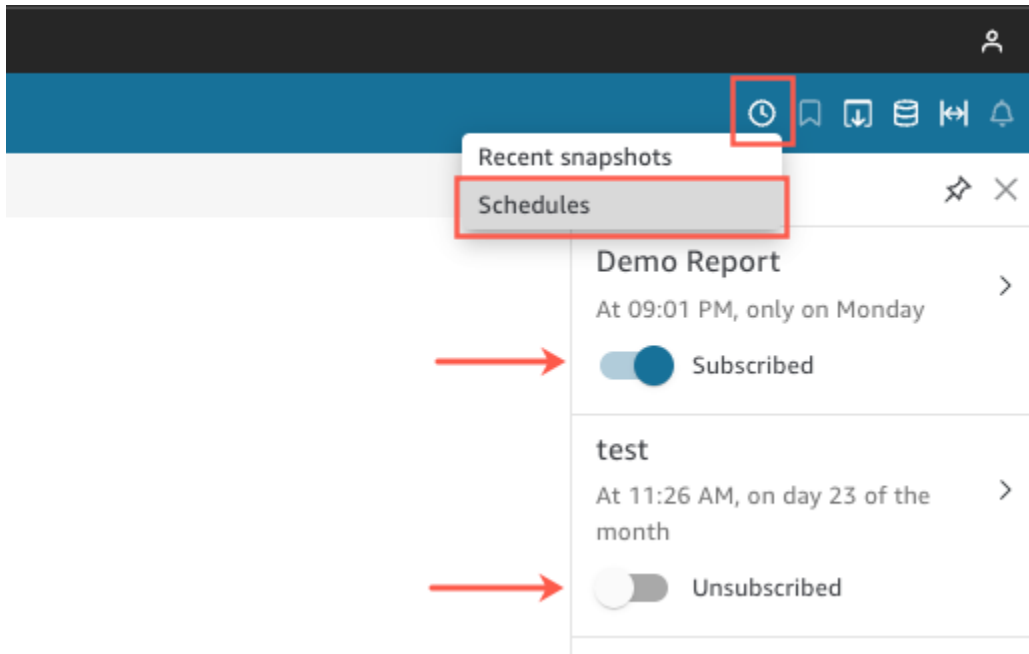 Recent snapshots
Schedules
Demo Report
At 09:01 PM, only on Monday
Subscribed
test
At 11:26 AM, on day 23 of the
month
Unsubscribed